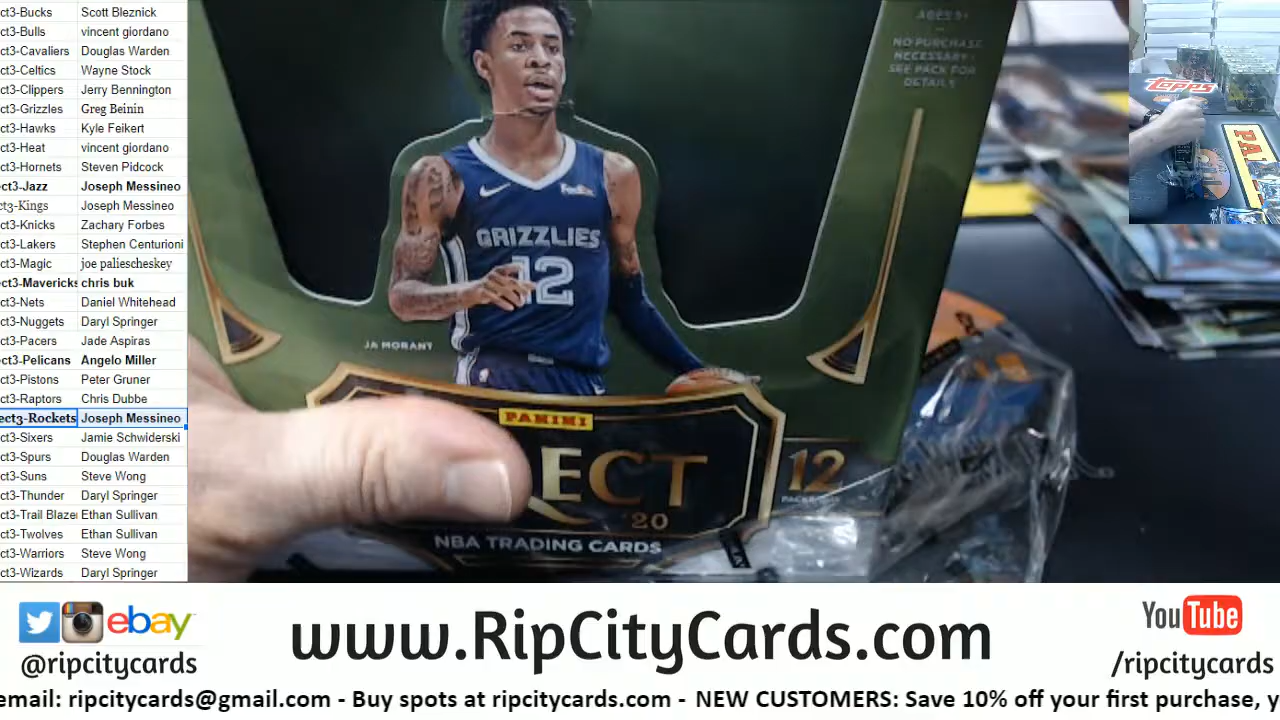 ct3-Bucks Scott Bleznick
ct3-Bulls vincent giordano
ct3-Cavaliers Douglas Warden
ct3-Celtics Wayne Stock
ct3-Clippers Jerry Bennington
ct3-Grizzles Greg Beinin
ct3-Hawks Kyle Feikert
ct3-Heat vincent giordano
ct3-Hornets Steven Pidcock
ect3-Jazz Joseph Messineo
ct3-Kings Joseph Messineo
ct3-Knicks Zachary Forbes
ct3-Lakers Stephen Centurioni
ct3-Magic joe paliescheskey
ect3-Mavericks chris buk
ct3-Nets Daniel Whitehead
ct3-Nuggets Daryl Springer
ct3-Pacers Jade Aspiras
ect3-Pelicans Angelo Miller
ct3-Pistons Peter Gruner
ct3-Raptors Chris Dubbe
ect3-Rockets Joseph Messineo
ct3-Sixers Jamie Schwiderski
ct3-Spurs Douglas Warden
ct3-Suns Steve Wong
ct3-Thunder Daryl Springer
ct3-Trail Blaze Ethan Sullivan
ct3-Twolves Ethan Sullivan
ct3-Warriors Steve Wong
ct3-Wizards Daryl Springer
AGES 9+
NO PURCHASE
NECESSARY
SEE PACK FOR
DETAILS
FedEx
GRIZZLIES
12
JA MORANT
PANINI
ECT
20
NBA TRADING CARDS
12
Topps
ebay
@ripcitycards
www.RipCityCards.com
YouTube
/ripcitycards
email: ripcitycards@gmail.com - Buy spots at ripcitycards.com - NEW CUSTOMERS: Save 10% off your first purchase, y